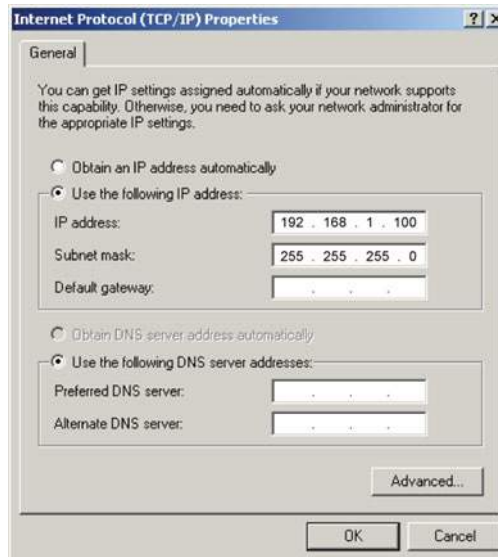 Internet Protocol (TCP/IP) Properties ? X
General
You can get IP settings assigned automatically if your network supports
this capability. Otherwise, you need to ask your network administrator for
the appropriate IP settings.
Obtain an IP address automatically
Use the following IP address:
IP address: 192 . 168 . 1 . 100
Subnet mask: 255 . 255 . 255 . 0
Default gateway: . . .
Obtain DNS server address automatically
Use the following DNS server addresses:
Preferred DNS server: . . .
Alternate DNS server: . . .
Advanced...
OK Cancel